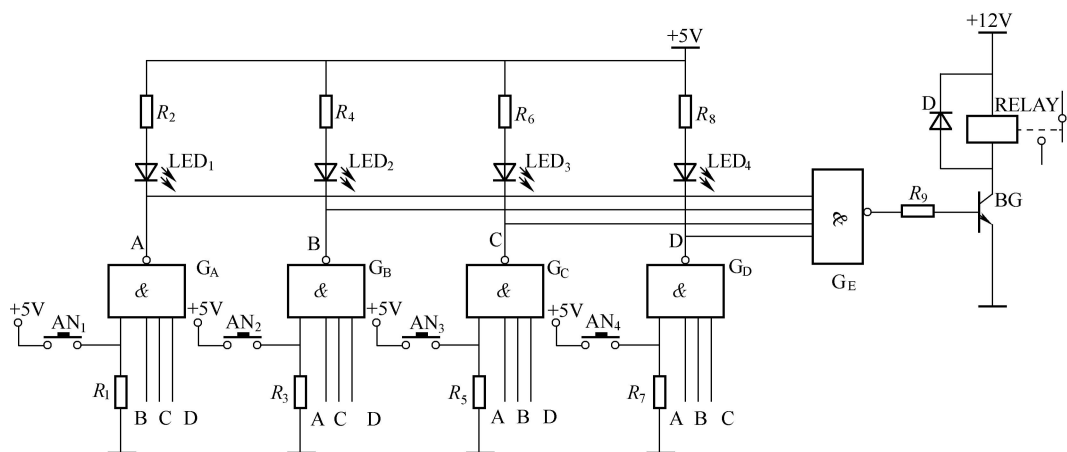 +12V
+5V
D
RELAY
R2
R4
R6
R8
LED1
LED2
LED3
LED4
R9
BG
&
A
B
C
D
GA
GB
GC
GD
GE
&
&
&
&
+5V
AN1
+5V
AN2
+5V
AN3
+5V
AN4
R1
R3
R5
R7
B C D
A C D
A B D
A B C